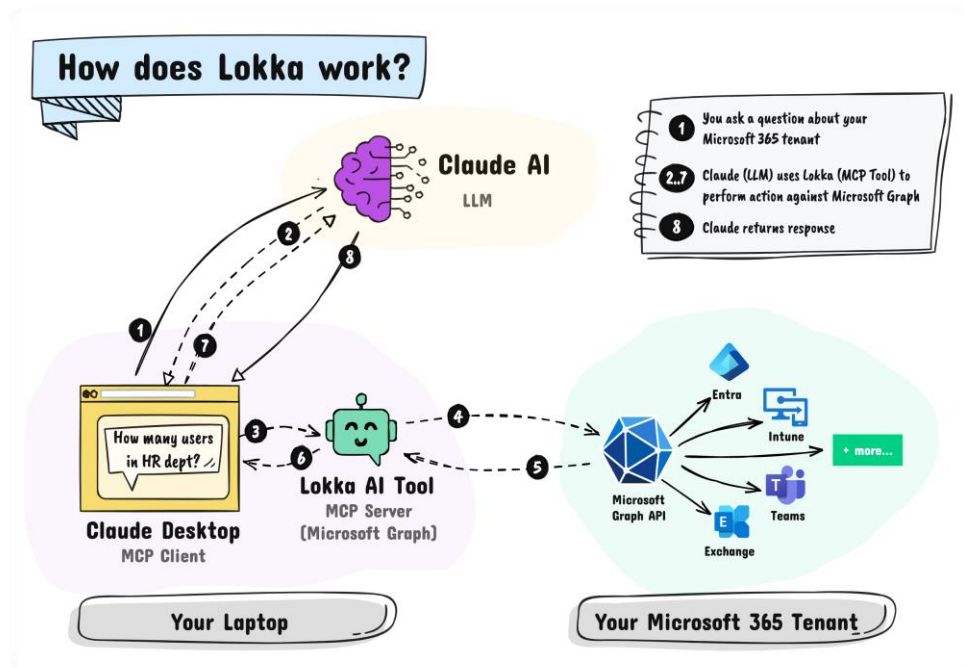 How does Lokka work?
Claude AI
LLM
1
You ask a question about your
Microsoft 365 tenant
2..7
Claude (LLM) uses Lokka (MCP Tool) to
perform action against Microsoft Graph
8
Claude returns response
2
8
1
7
How many users
in HR dept?
3
6
Lokka AI Tool
MCP Server
(Microsoft Graph)
Claude Desktop
MCP Client
4
5
Microsoft
Graph API
Entra
Intune
+ more...
T
Teams
E
Exchange
Your Laptop
Your Microsoft 365 Tenant